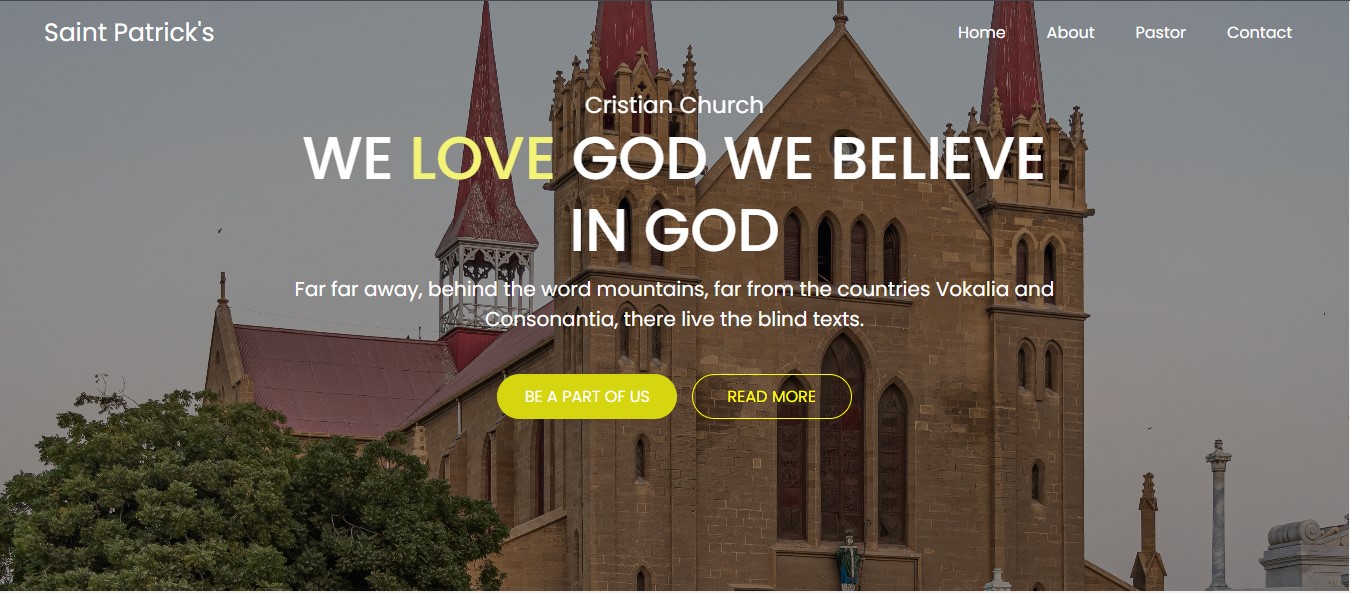 Saint Patrick's
Home About Pastor Contact
Cristian Church
WE LOVE GOD WE BELIEVE
IN GOD
Far far away, behind the word mountains, far from the countries Vokalia and
Consonantia, there live the blind texts.
BE A PART OF US
READ MORE